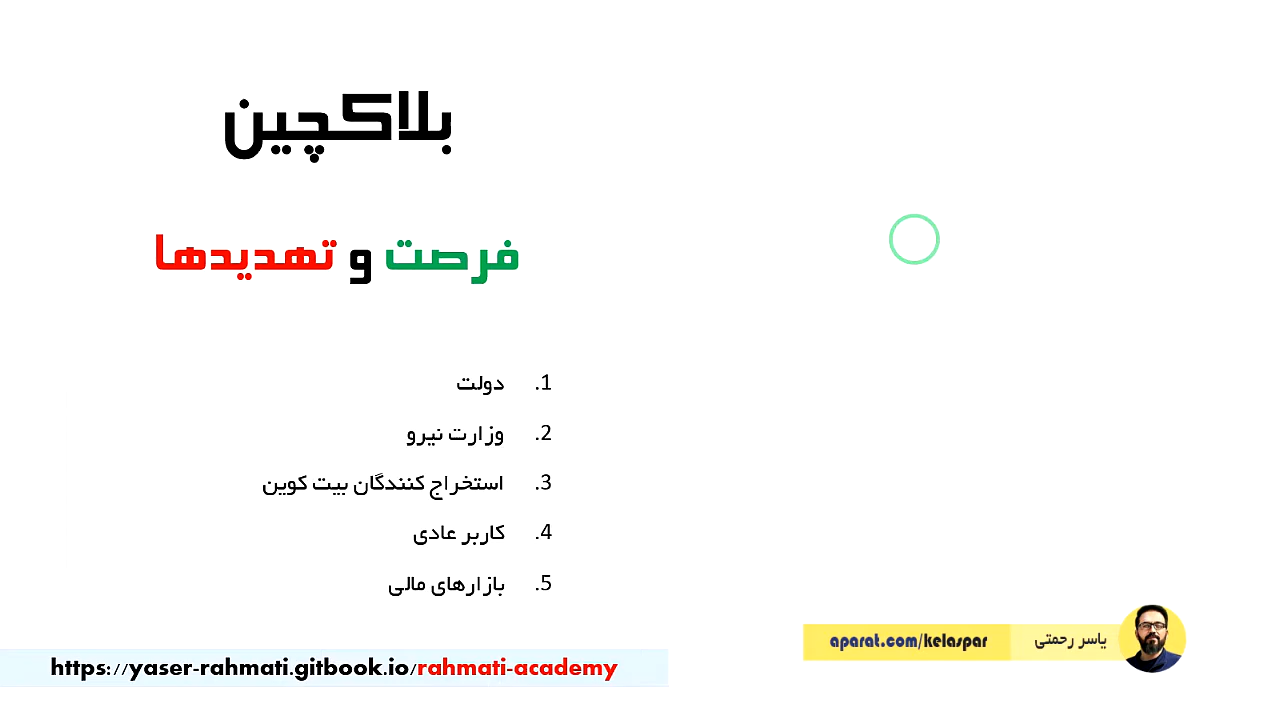 بلاکچین
فرصت و تهدیدها
1. دولت
2. وزارت نیرو
3. استخراج کنندگان بیت کوین
4. کاربر عادی
5. بازارهای مالی
یاسر رحمتی
aparat.com/kelaspar
https://yaser-rahmati.gitbook.io/rahmati-academy